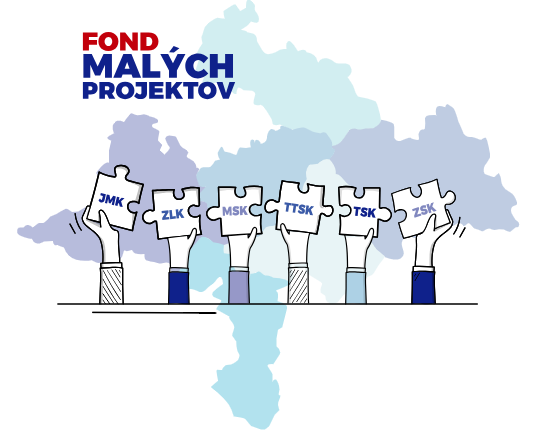 FOND
MALÝCH
PROJEKTOV
JMK
ZLK
MSK
TTSK
TSK
ZSK